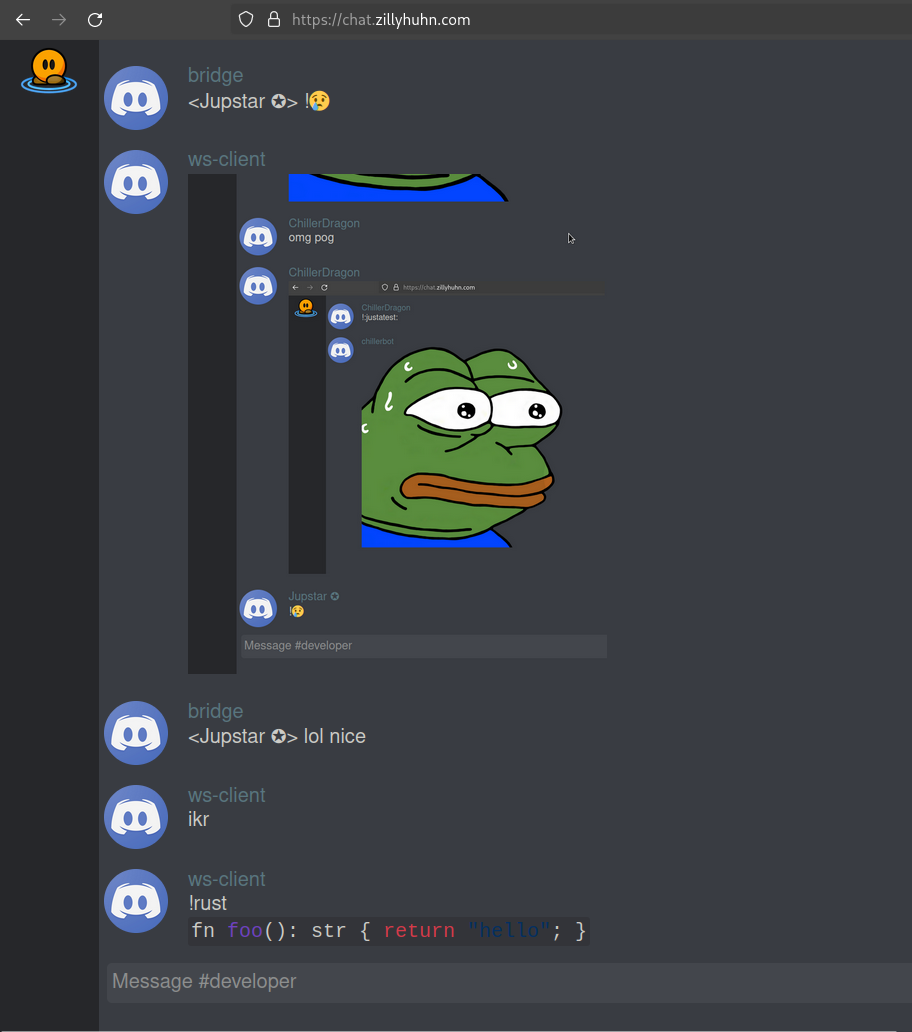 https://chat.zillyhuhn.com
bridge
<Jupstar ✪> !😢
ws-client
ChillerDragon
omg pog
ChillerDragon
https://chat.zillyhuhn.com
ChillerDragon
!:justatest:
chillerbot
Jupstar ✪
!😢
Message #developer
bridge
<Jupstar ✪> lol nice
ws-client
ikr
ws-client
!rust
fn foo(): str { return "hello"; }
Message #developer